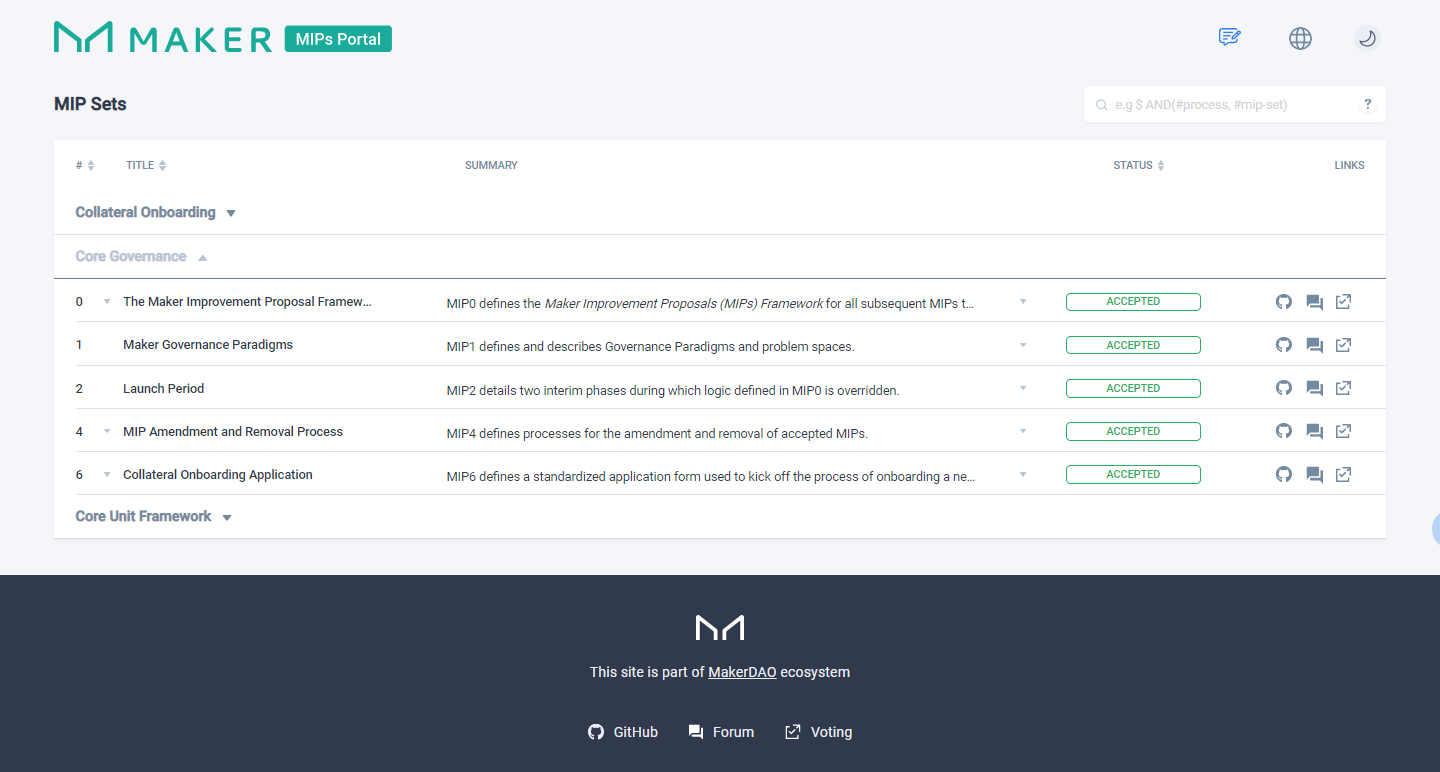 MAKER MIPs Portal
MIP Sets
e.g $ AND(#process, #mip-set) ?
# TITLE SUMMARY STATUS LINKS
Collateral Onboarding
Core Governance
0 The Maker Improvement Proposal Framew... MIP0 defines the Maker Improvement Proposals (MIPs) Framework for all subsequent MIPs t... ACCEPTED
1 Maker Governance Paradigms MIP1 defines and describes Governance Paradigms and problem spaces. ACCEPTED
2 Launch Period MIP2 details two interim phases during which logic defined in MIP0 is overridden. ACCEPTED
4 MIP Amendment and Removal Process MIP4 defines processes for the amendment and removal of accepted MIPs. ACCEPTED
6 Collateral Onboarding Application MIP6 defines a standardized application form used to kick off the process of onboarding a ne... ACCEPTED
Core Unit Framework
This site is part of MakerDAO ecosystem
GitHub Forum Voting